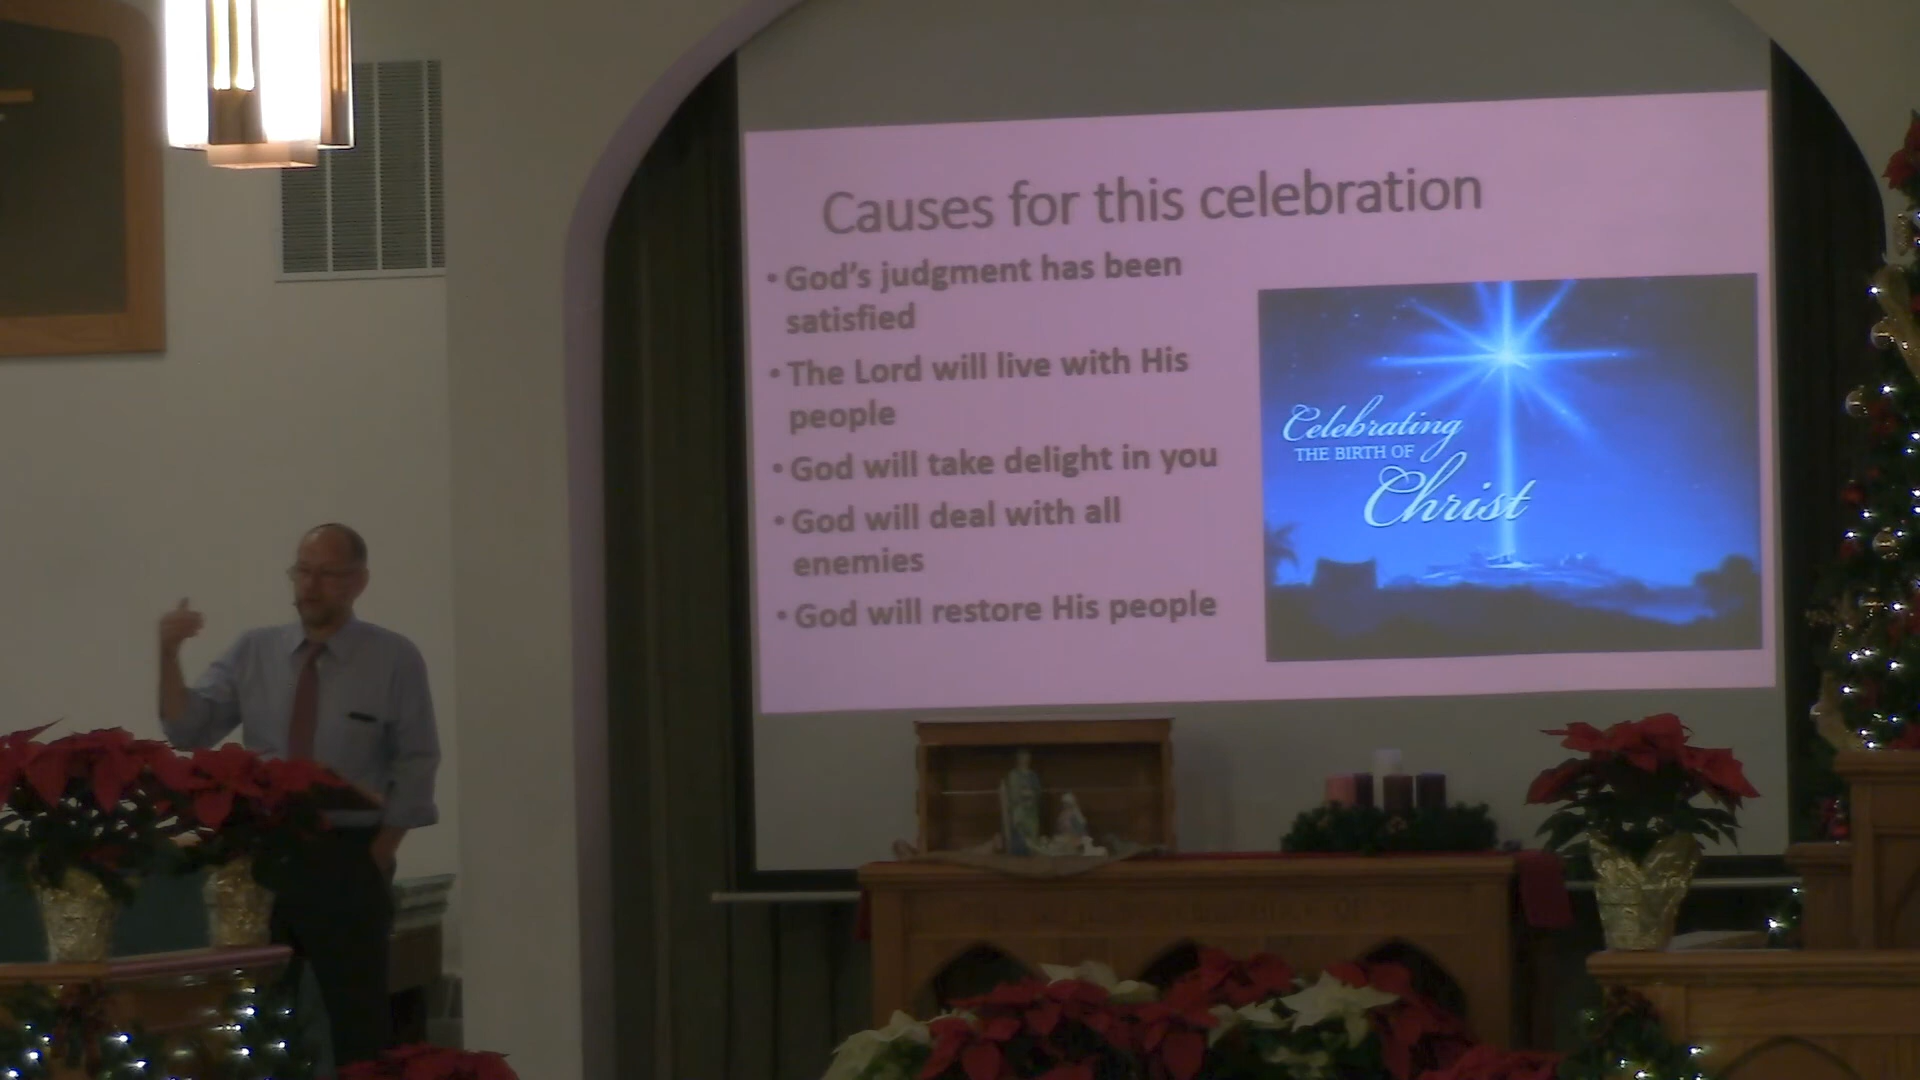 Causes for this celebration
• God's judgment has been
satisfied
• The Lord will live with His
people
• God will take delight in you
• God will deal with all
enemies
• God will restore His people
Celebrating
THE BIRTH OF
Christ